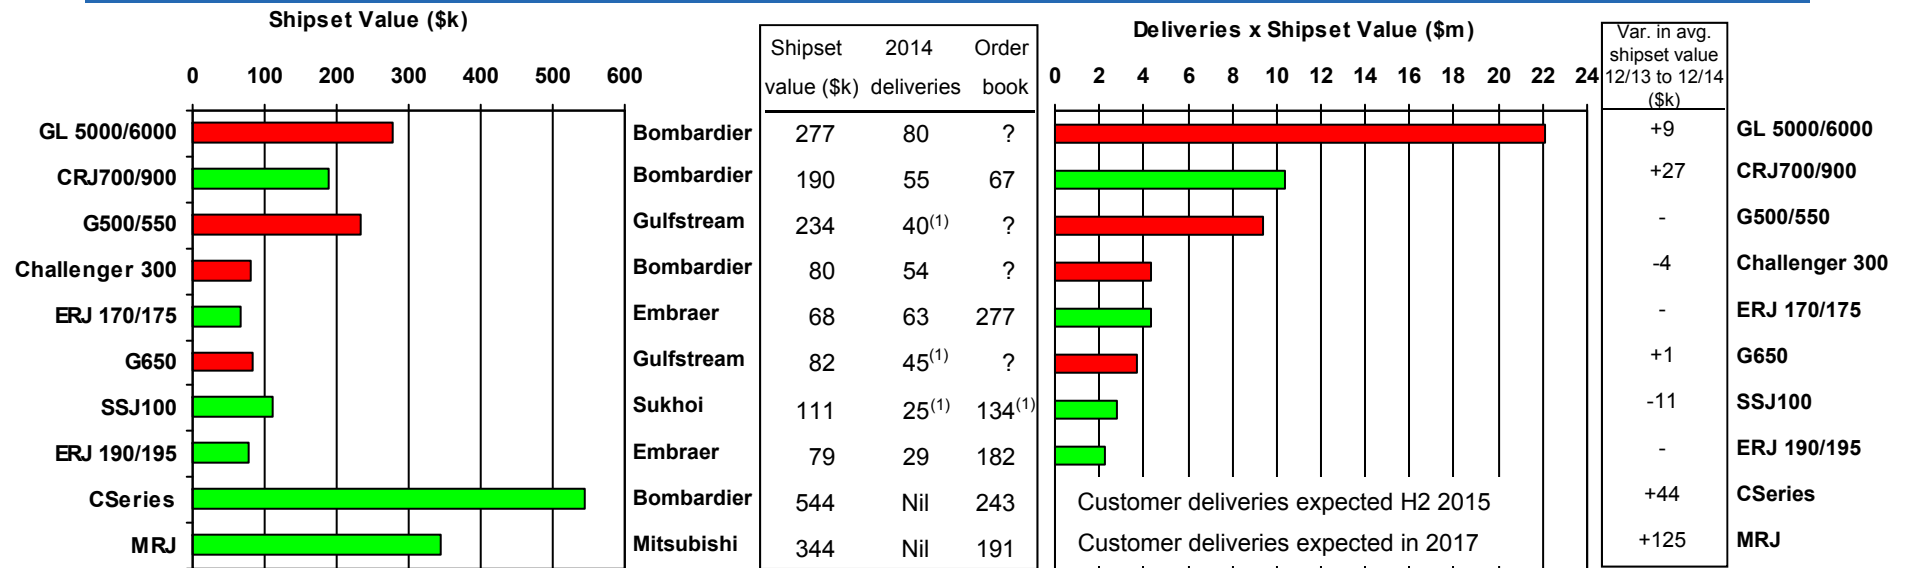 Shipset Value ($k)
0 100 200 300 400 500 600
Shipset 2014 Order
value ($k) deliveries book
Deliveries x Shipset Value ($m)
0 2 4 6 8 10 12 14 16 18 20 22 24
Var. in avg.
shipset value
12/13 to 12/14
($k)
GL 5000/6000 Bombardier 277 80 ? +9 GL 5000/6000
CRJ700/900 Bombardier 190 55 67 +27 CRJ700/900
G500/550 Gulfstream 234 40(1) ? - G500/550
Challenger 300 Bombardier 80 54 ? -4 Challenger 300
ERJ 170/175 Embraer 68 63 277 - ERJ 170/175
G650 Gulfstream 82 45(1) ? +1 G650
SSJ100 Sukhoi 111 25(1) 134(1) -11 SSJ100
ERJ 190/195 Embraer 79 29 182 - ERJ 190/195
CSeries Bombardier 544 Nil 243 Customer deliveries expected H2 2015 +44 CSeries
MRJ Mitsubishi 344 Nil 191 Customer deliveries expected in 2017 +125 MRJ